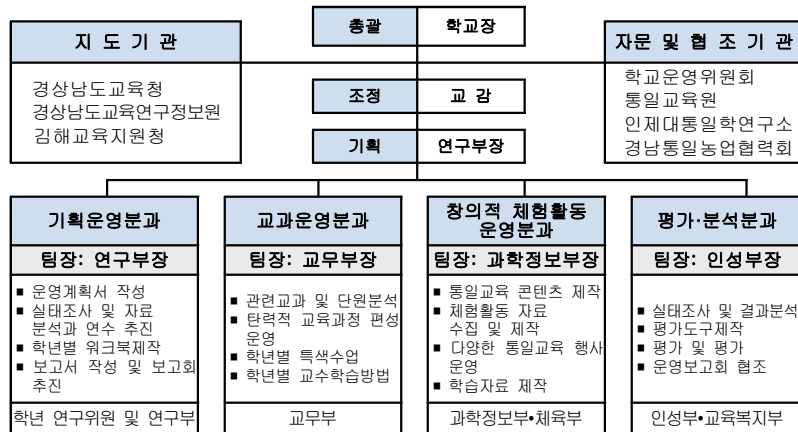 지 도 기 관
경상남도교육청
경상남도교육연구정보원
김해교육지원청
총괄 학교장
조정 교 감
기획 연구부장
자문 및 협 조 기 관
학교운영위원회
통일교육원
인제대통일학연구소
경남통일농업협력회
기획운영분과
팀장: 연구부장
▪ 운영계획서 작성
▪ 실태조사 및 자료
분석과 연수 추진
▪ 학년별 워크북제작
▪ 보고서 작성 및 보고회
추진
학년 연구위원 및 연구부
교과운영분과
팀장: 교무부장
▪ 관련교과 및 단원분석
▪ 탄력적 교육과정 편성
운영
▪ 학년별 특색수업
▪ 학년별 교수학습방법
교무부
창의적 체험활동
운영분과
팀장: 과학정보부장
▪ 통일교육 콘텐츠 제작
▪ 체험활동 자료
수집 및 제작
▪ 다양한 통일교육 행사
운영
▪ 학습자료 제작
과학정보부•체육부
평가·분석분과
팀장: 인성부장
▪ 실태조사 및 결과분석
▪ 평가도구제작
▪ 평가 및 평가
▪ 운영보고회 협조
인성부•교육복지부